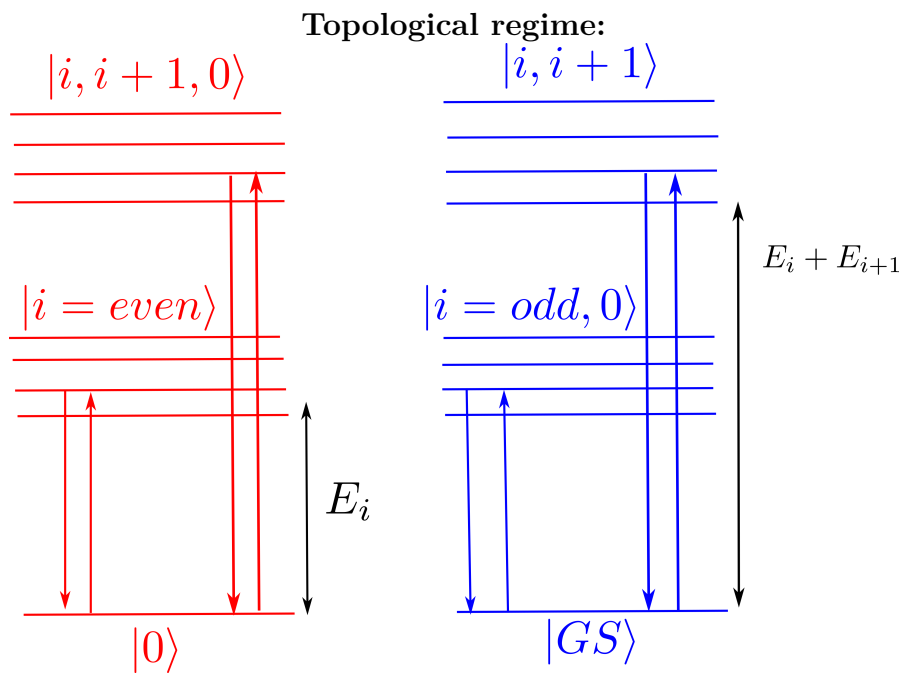 Topological regime:
|i, i + 1, 0⟩
|i, i + 1⟩
E_i + E_{i+1}
|i = even⟩
|i = odd, 0⟩
E_i
|0⟩
|GS⟩